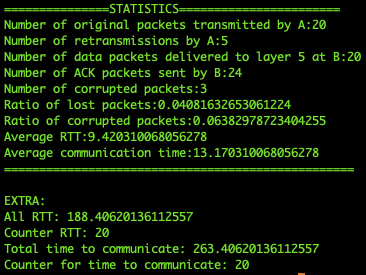 ===============STATISTICS=======================
Number of original packets transmitted by A:20
Number of retransmissions by A:5
Number of data packets delivered to layer 5 at B:20
Number of ACK packets sent by B:24
Number of corrupted packets:3
Ratio of lost packets:0.04081632653061224
Ratio of corrupted packets:0.06382978723404255
Average RTT:9.420310068056278
Average communication time:13.170310068056278
==================================================
EXTRA:
All RTT: 188.40620136112557
Counter RTT: 20
Total time to communicate: 263.40620136112557
Counter for time to communicate: 20